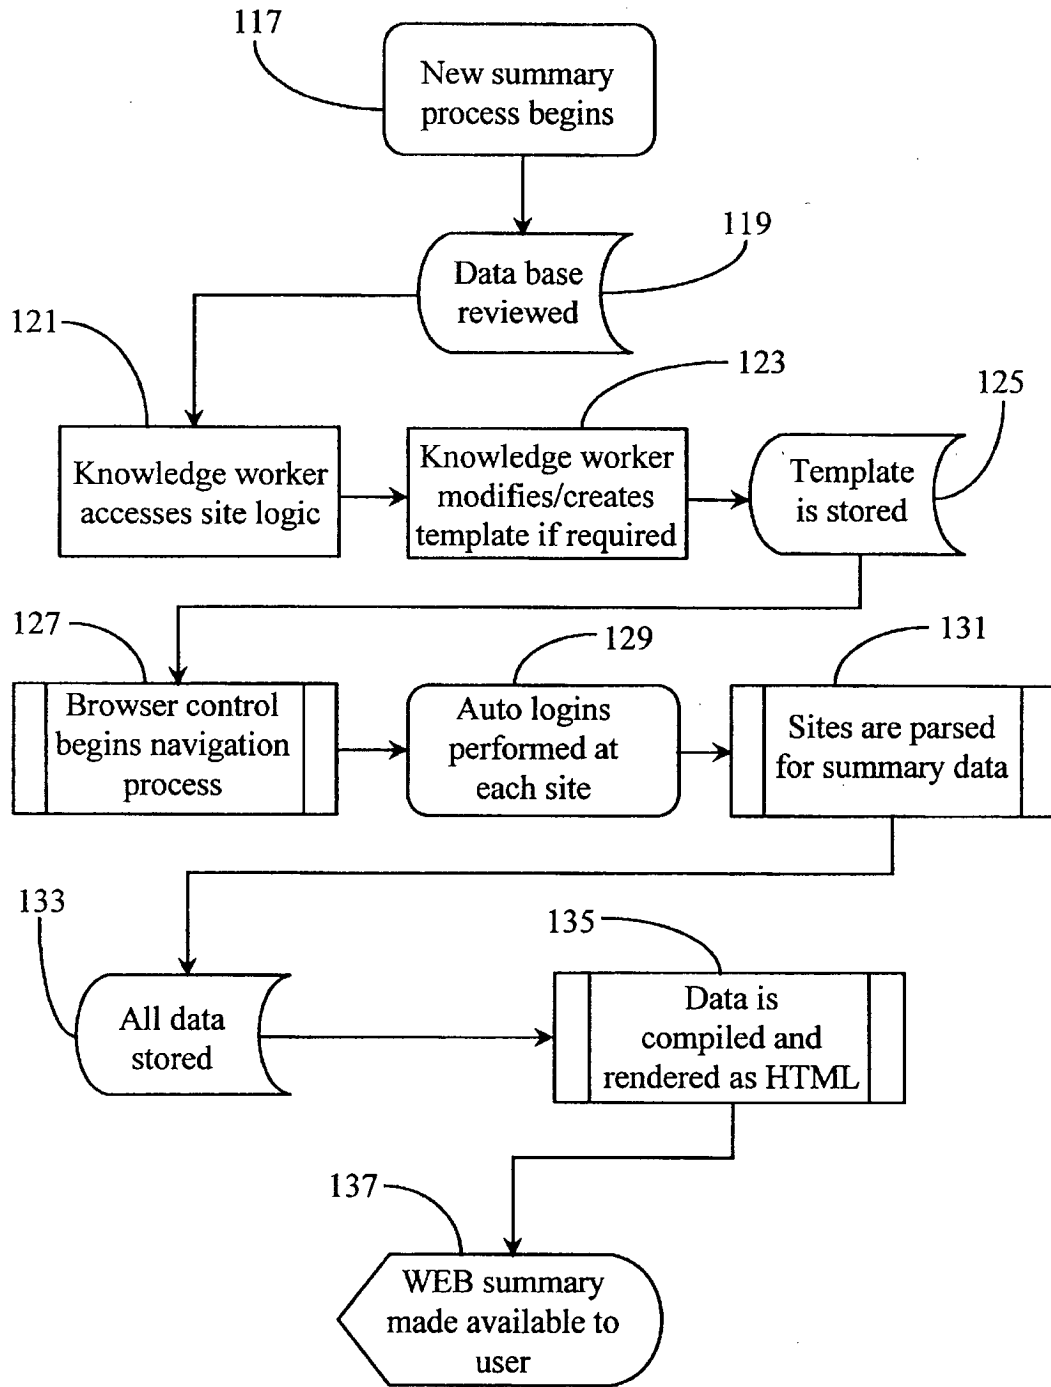 117
New summary
process begins
119
Data base
reviewed
121
Knowledge worker
accesses site logic
123
Knowledge worker
modifies/creates
template if required
125
Template
is stored
127
Browser control
begins navigation
process
129
Auto logins
performed at
each site
131
Sites are parsed
for summary data
133
All data
stored
135
Data is
compiled and
rendered as HTML
137
WEB summary
made available to
user